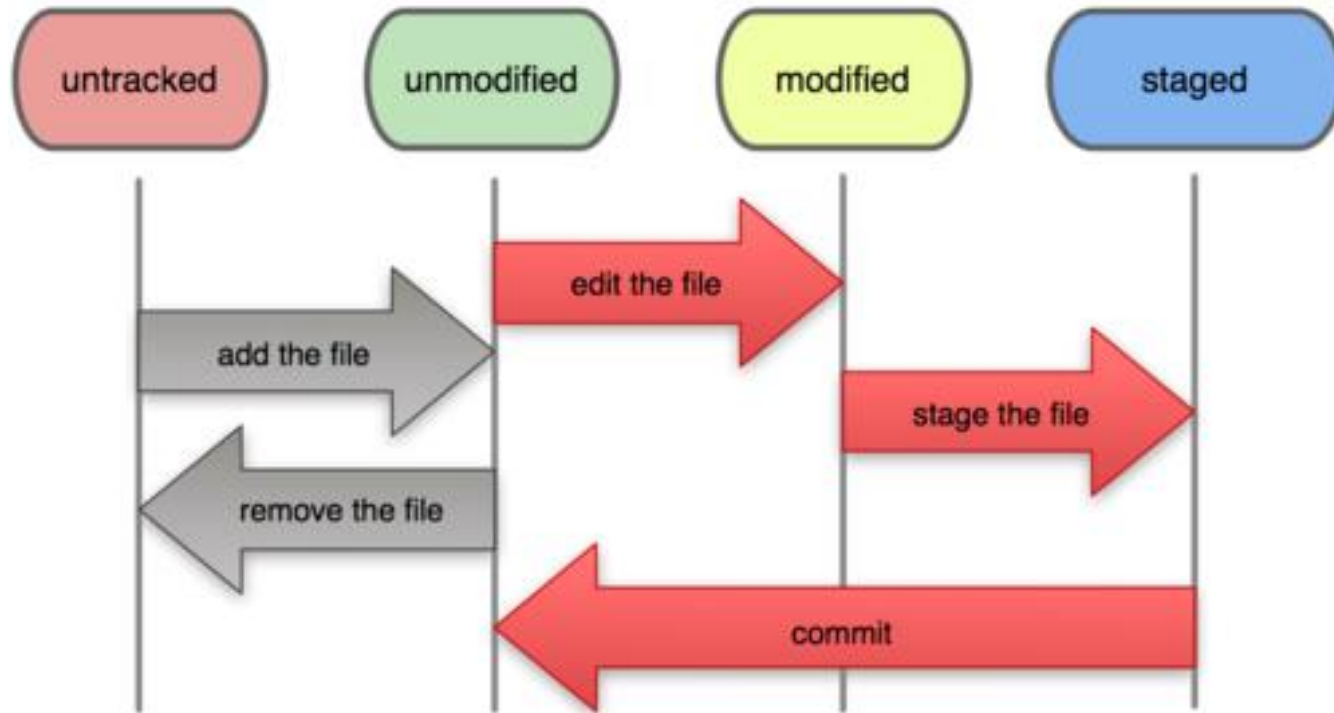 untracked
unmodified
modified
staged
edit the file
add the file
stage the file
remove the file
commit